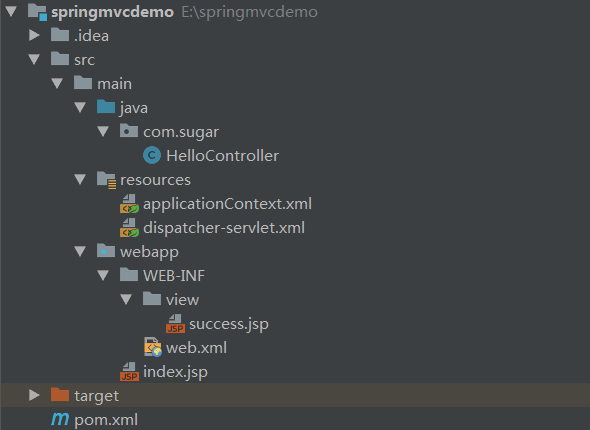 springmvcdemo E:\springmvcdemo
.idea
src
main
java
com.sugar
HelloController
resources
applicationContext.xml
dispatcher-servlet.xml
webapp
WEB-INF
view
success.jsp
web.xml
index.jsp
target
pom.xml